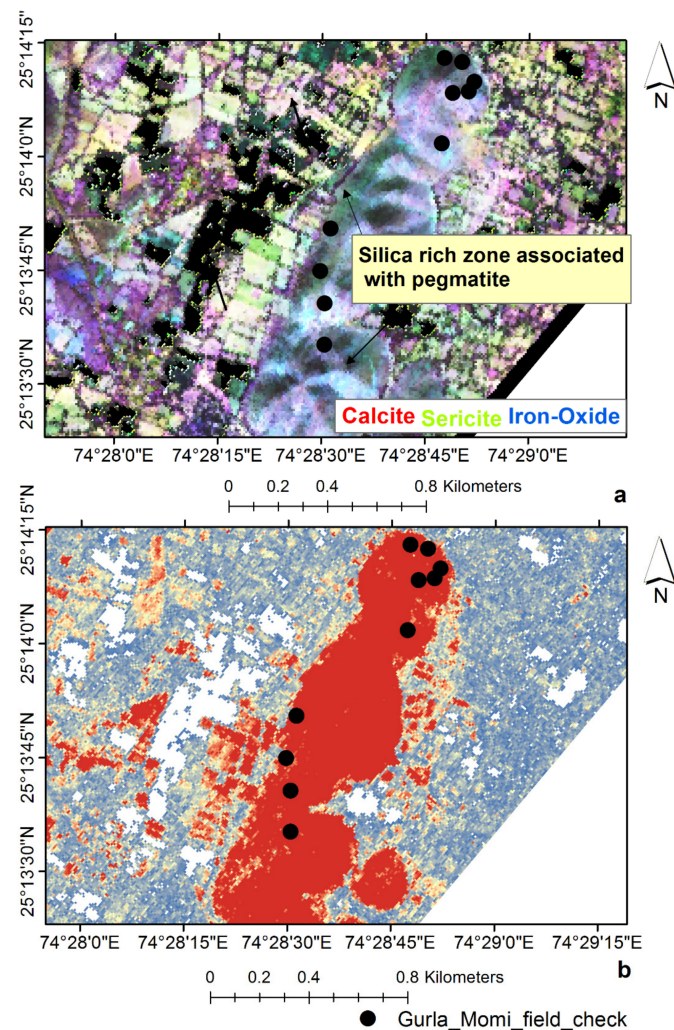 25°14'15"N
25°14'0"N
25°13'45"N
25°13'30"N
N
Silica rich zone associated
with pegmatite
Calcite Sericite Iron-Oxide
74°28'0"E 74°28'15"E 74°28'30"E 74°28'45"E 74°29'0"E
0 0.2 0.4 0.8 Kilometers
a
25°14'15"N
25°14'0"N
25°13'45"N
25°13'30"N
N
74°28'0"E 74°28'15"E 74°28'30"E 74°28'45"E 74°29'0"E 74°29'15"E
0 0.2 0.4 0.8 Kilometers
b
Gurla_Momi_field_check